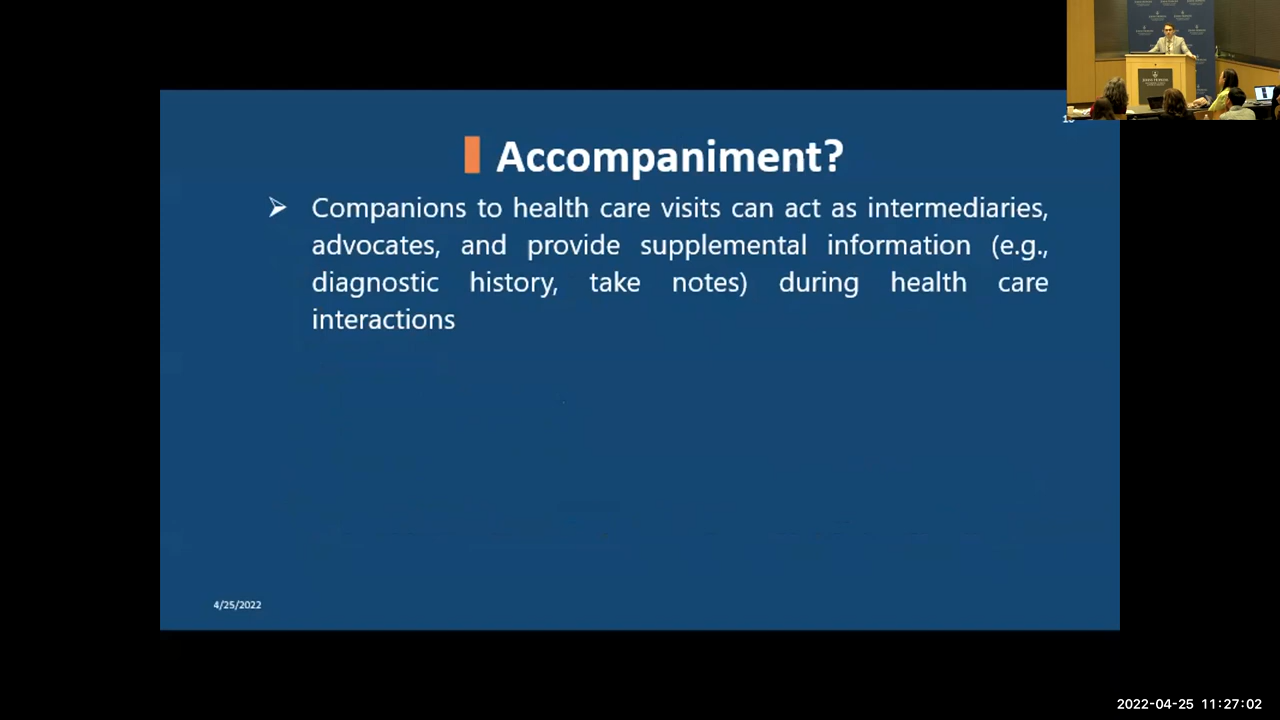 Accompaniment?
➢ Companions to health care visits can act as intermediaries,
advocates, and provide supplemental information (e.g.,
diagnostic history, take notes) during health care
interactions
4/25/2022
2022-04-25 11:27:02